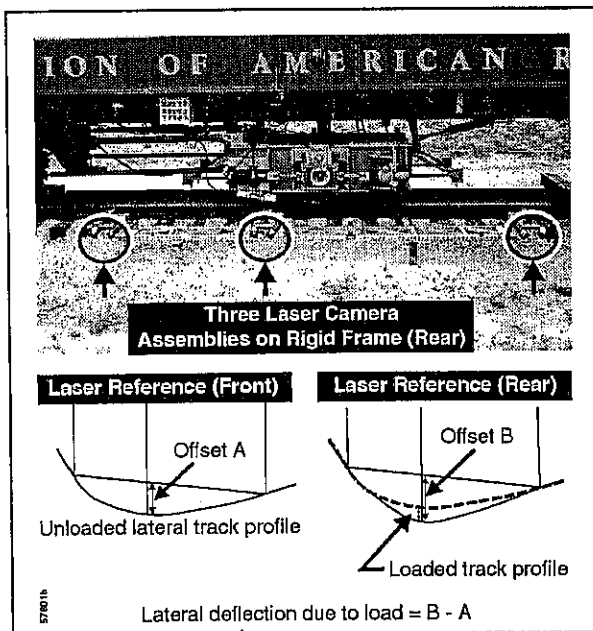 ION OF AMERICAN R
Three Laser Camera
Assemblies on Rigid Frame (Rear)
Laser Reference (Front)
Laser Reference (Rear)
Offset A
Offset B
Unloaded lateral track profile
Loaded track profile
57801b
Lateral deflection due to load = B - A